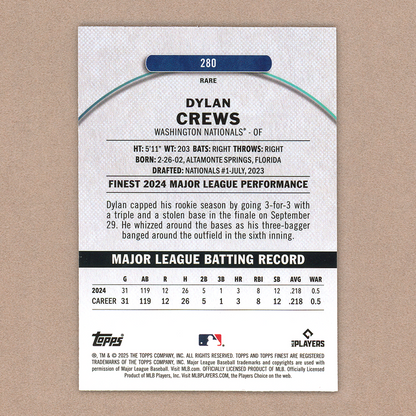 280
RARE
DYLAN
CREWS
WASHINGTON NATIONALS® - OF
HT: 5'11" WT: 203 BATS: RIGHT THROWS: RIGHT
BORN: 2-26-02, ALTAMONTE SPRINGS, FLORIDA
DRAFTED: NATIONALS #1-JULY, 2023
FINEST 2024 MAJOR LEAGUE PERFORMANCE
Dylan capped his rookie season by going 3-for-3 with
a triple and a stolen base in the finale on September
29. He whizzed around the bases as his three-bagger
banged around the outfield in the sixth inning.
MAJOR LEAGUE BATTING RECORD
G AB R H 2B 3B HR RBI SB AVG WAR
2024 31 119 12 26 5 1 3 8 12 .218 0.5
CAREER 31 119 12 26 5 1 3 8 12 .218 0.5
Topps
MLB PLAYERS
®, TM & © 2025 THE TOPPS COMPANY, INC. ALL RIGHTS RESERVED. TOPPS AND TOPPS FINEST ARE REGISTERED
TRADEMARKS OF THE TOPPS COMPANY, INC. Major League Baseball trademarks and copyrights are used with
permission of Major League Baseball. Visit MLB.com. OFFICIALLY LICENSED PRODUCT OF MLB. Officially Licensed
Product of MLB Players, Inc. Visit MLBPLAYERS.com, the Players Choice on the web.